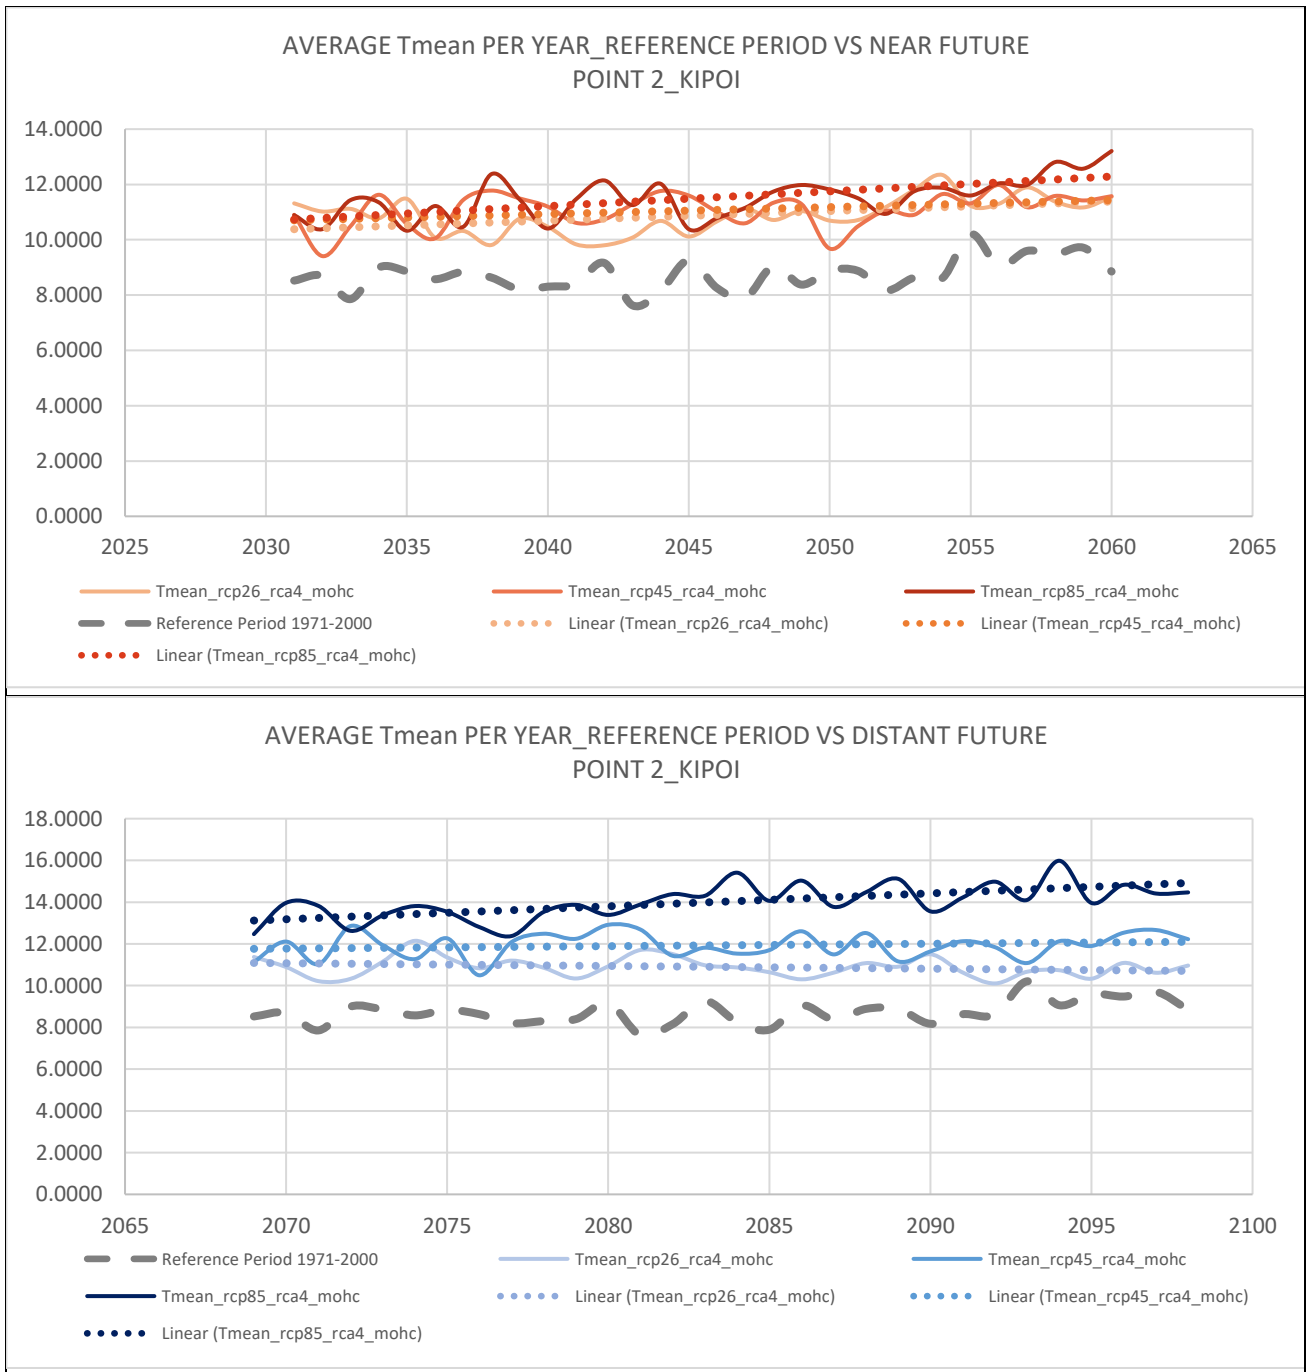 AVERAGE Tmean PER YEAR_REFERENCE PERIOD VS NEAR FUTURE
POINT 2_KIPOI
14.0000
12.0000
10.0000
8.0000
6.0000
4.0000
2.0000
0.0000
2025 2030 2035 2040 2045 2050 2055 2060 2065
Tmean_rcp26_rca4_mohc Tmean_rcp45_rca4_mohc Tmean_rcp85_rca4_mohc
Reference Period 1971-2000 Linear (Tmean_rcp26_rca4_mohc) Linear (Tmean_rcp45_rca4_mohc)
Linear (Tmean_rcp85_rca4_mohc)
AVERAGE Tmean PER YEAR_REFERENCE PERIOD VS DISTANT FUTURE
POINT 2_KIPOI
18.0000
16.0000
14.0000
12.0000
10.0000
8.0000
6.0000
4.0000
2.0000
0.0000
2065 2070 2075 2080 2085 2090 2095 2100
Reference Period 1971-2000 Tmean_rcp26_rca4_mohc Tmean_rcp45_rca4_mohc
Tmean_rcp85_rca4_mohc Linear (Tmean_rcp26_rca4_mohc) Linear (Tmean_rcp45_rca4_mohc)
Linear (Tmean_rcp85_rca4_mohc)